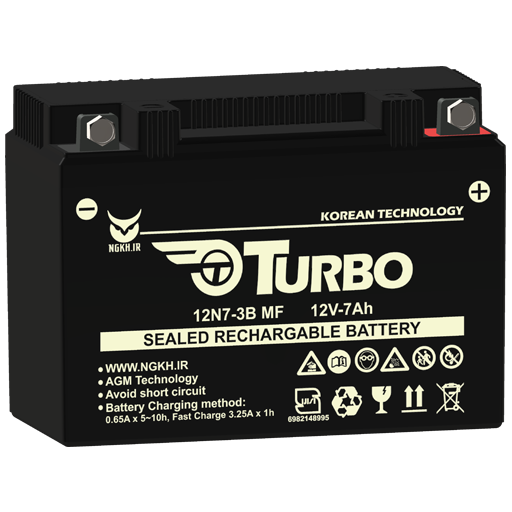 KOREAN TECHNOLOGY
NGKH.IR
TURBO
12N7-3B MF 12V-7Ah
SEALED RECHARGABLE BATTERY
• WWW.NGKH.IR
• AGM Technology
• Avoid short circuit
• Battery Charging method:
0.65A x 5~10h, Fast Charge 3.25A x 1h
6982148995